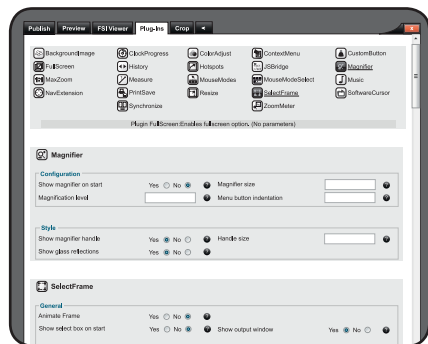 Publish Preview FSI Viewer Plug-Ins Crop
BackgroundImage ClockProgress ColorAdjust ContextMenu CustomButton
FullScreen History Hotspots JSBridge Magnifier
MaxZoom Measure MouseModes MouseModeSelect Music
NavExtension PrintSave Resize SelectFrame SoftwareCursor
Synchronize ZoomMeter
Plugin FullScreen:Enables fullscreen option. (No parameters)
Magnifier
Configuration
Show magnifier on start Yes No ? Magnifier size ?
Magnification level ? Menu button indentation ?
Style
Show magnifier handle Yes No ? Handle size ?
Show glass reflections Yes No ?
SelectFrame
General
Animate Frame Yes No ?
Show select box on start Yes No ? Show output window Yes No ?